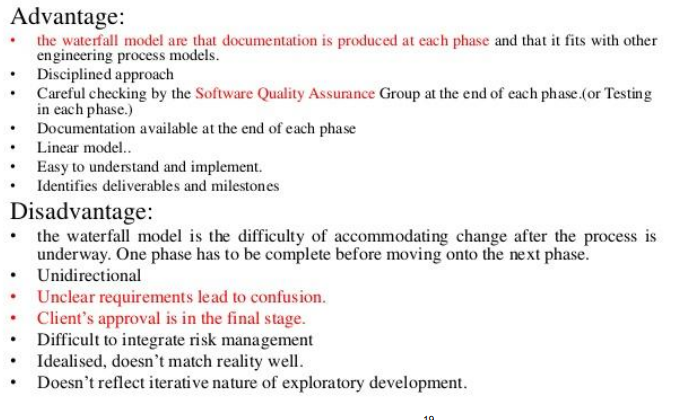 Advantage:
• the waterfall model are that documentation is produced at each phase and that it fits with other
engineering process models.
• Disciplined approach
• Careful checking by the Software Quality Assurance Group at the end of each phase.(or Testing
in each phase.)
• Documentation available at the end of each phase
• Linear model..
• Easy to understand and implement.
• Identifies deliverables and milestones
Disadvantage:
• the waterfall model is the difficulty of accommodating change after the process is
underway. One phase has to be complete before moving onto the next phase.
• Unidirectional
• Unclear requirements lead to confusion.
• Client’s approval is in the final stage.
• Difficult to integrate risk management
• Idealised, doesn’t match reality well.
• Doesn’t reflect iterative nature of exploratory development.
19